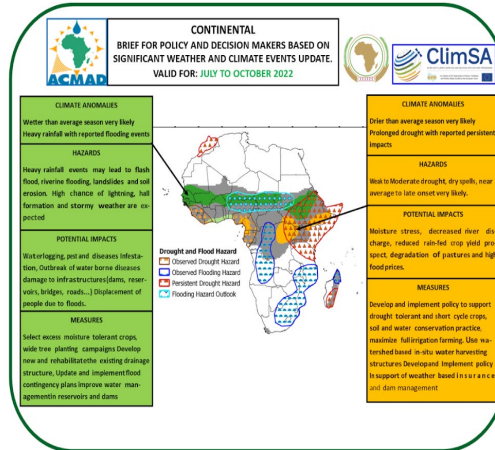 CONTINENTAL
BRIEF FOR POLICY AND DECISION MAKERS BASED ON
SIGNIFICANT WEATHER AND CLIMATE EVENTS UPDATE.
VALID FOR: JULY TO OCTOBER 2022
ACMAD
ClimSA
CLIMATE ANOMALIES
Wetter than average season very likely
Heavy rainfall with reported flooding events
HAZARDS
Heavy rainfall events may lead to flash
flood, riverine flooding, landslides and soil
erosion. High chance of lightning, hail
formation and stormy weather are ex-
pected
POTENTIAL IMPACTS
Waterlogging, pest and diseases Infesta-
tion, Outbreak of water borne diseases
damage to infrastructures(dams, reser-
voirs, bridges, roads...) Displacement of
people due to floods.
MEASURES
Select excess moisture tolerant crops,
wide tree planting campaigns Develop
new and rehabilitatethe existing drainage
structure, Update and implementflood
contingency plans improve water man-
agementin reservoirs and dams
Drought and Flood Hazard
Observed Drought Hazard
Observed Flooding Hazard
Persistent Drought Hazard
Flooding Hazard Outlook
CLIMATE ANOMALIES
Drier than average season very likely
Prolonged drought with reported persistent
impacts
HAZARDS
Weak to Moderate drought, dry spells, near
average to late onset very likely.
POTENTIAL IMPACTS
Moisture stress, decreased river dis
charge, reduced rain-fed crop yield pro
spect, degradation of pastures and high
food prices.
MEASURES
Develop and implement policy to support
drought tolerant and short cycle crops,
soil and water conservation practice,
maximize full irrigation farming. Use wa-
tershed based in-situ water harvesting
structures Developand Implement policy
In support of weather based insurance
and dam management